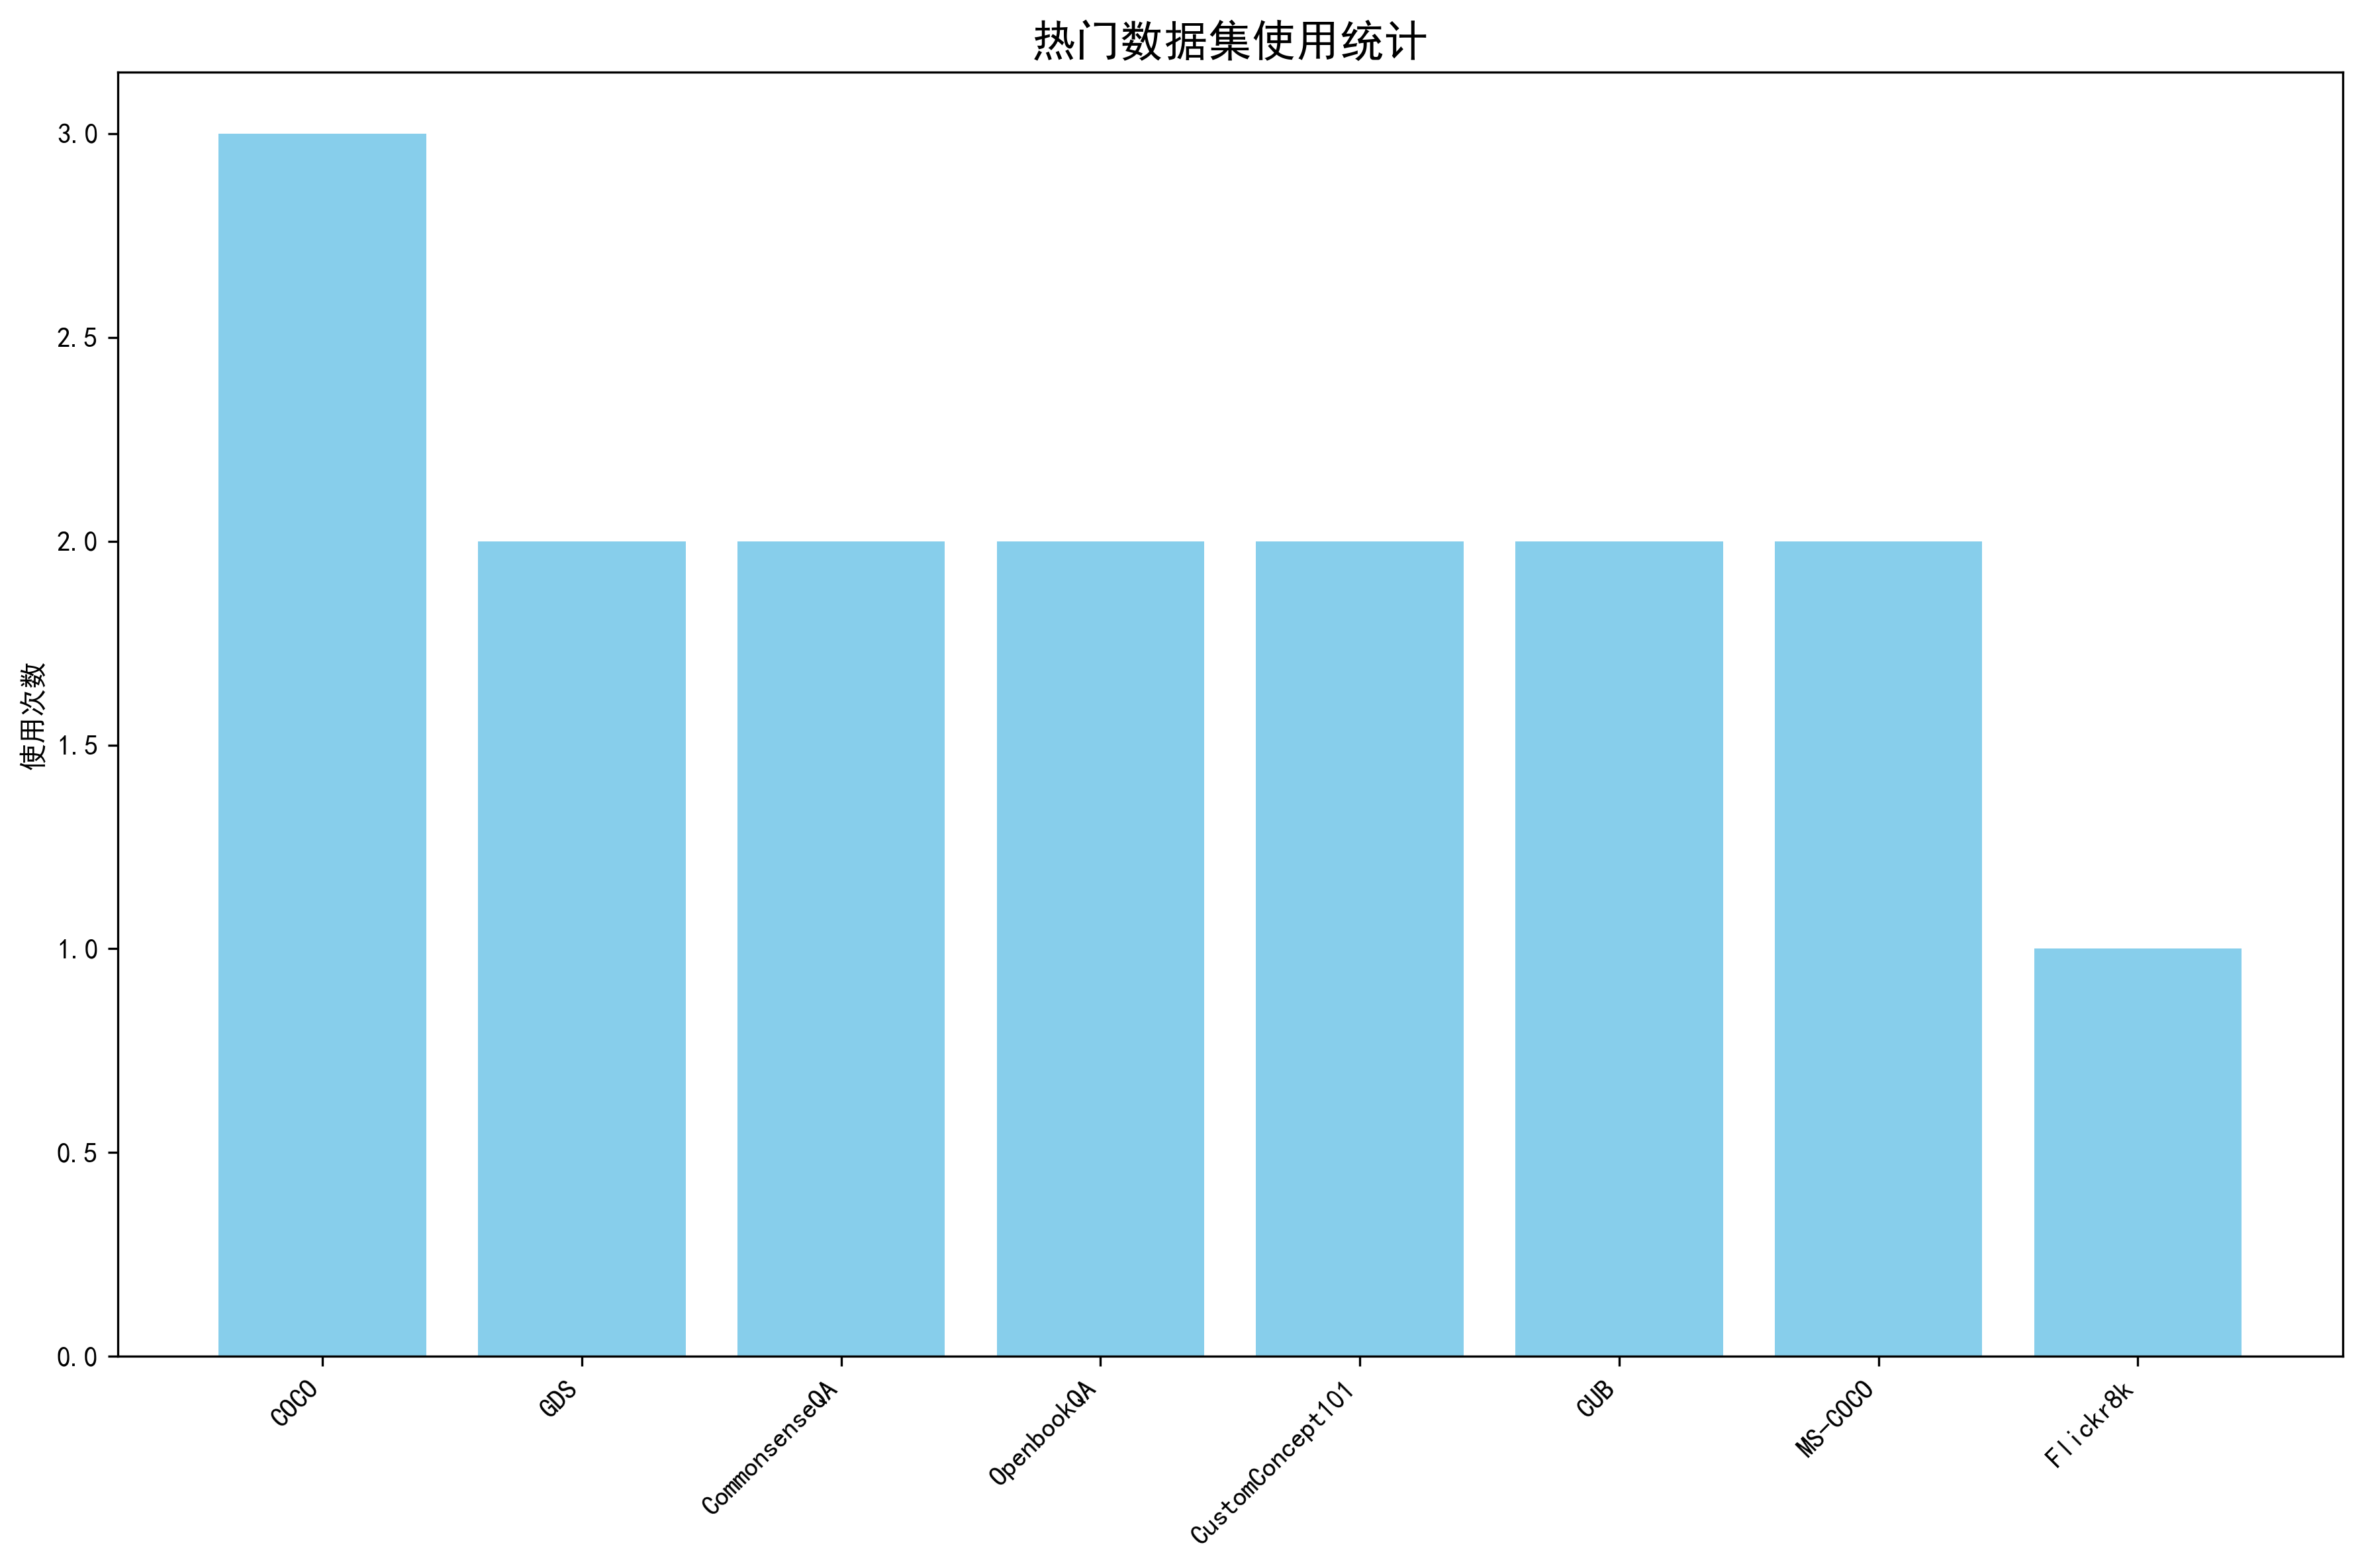 热门数据集使用统计
使用次数
3.0
2.5
2.0
1.5
1.0
0.5
0.0
COCO
GDS
CommonsenseQA
OpenbookQA
CustomConcept101
CUB
MS-COCO
Flickr8k